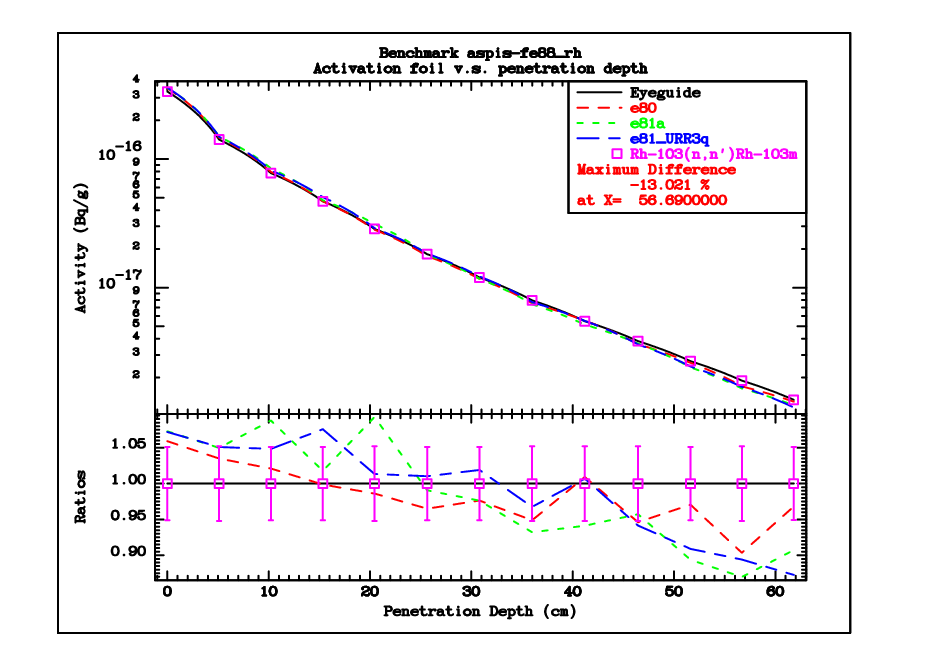 Benchmark aspis-fe88_rh
Activation foil v.s. penetration depth
Eyeguide
e80
e81a
e81_URR3q
Rh-103(n,n')Rh-103m
Maximum Difference
-13.021 %
at X= 56.6900000
Activity (Bq/g)
4
3
2
10-16
9
7
6
5
4
3
2
10-17
9
7
6
5
4
3
2
Ratios
1.05
1.00
0.95
0.90
0 10 20 30 40 50 60
Penetration Depth (cm)